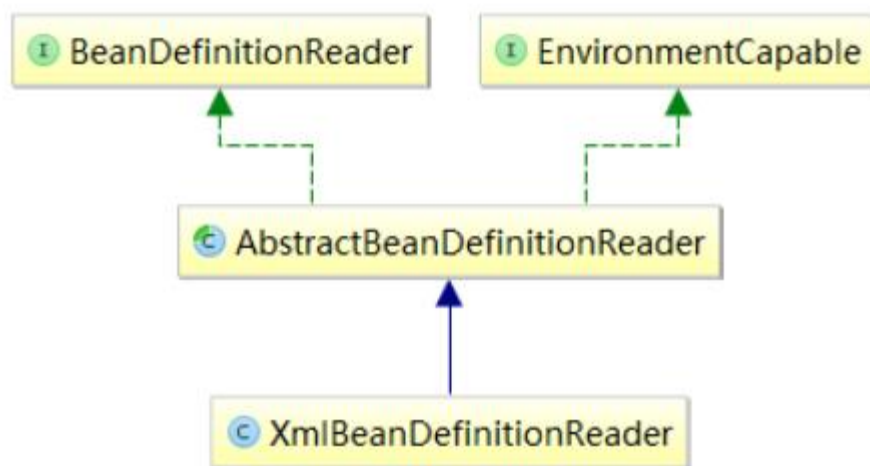 I BeanDefinitionReader
I EnvironmentCapable
C AbstractBeanDefinitionReader
C XmlBeanDefinitionReader